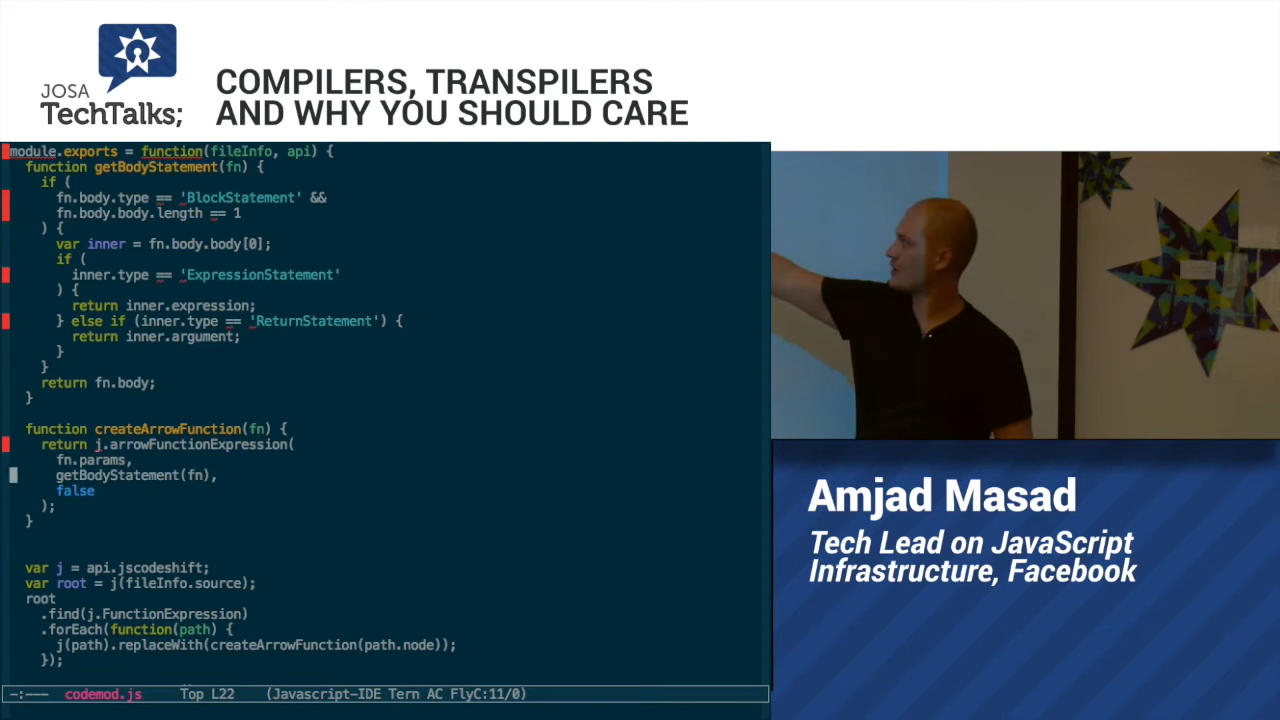 JOSA
TechTalks;
COMPILERS, TRANSPILERS
AND WHY YOU SHOULD CARE
module.exports = function(fileInfo, api) {
  function getBodyStatement(fn) {
    if (
      fn.body.type == 'BlockStatement' &&
      fn.body.body.length == 1
    ) {
      var inner = fn.body.body[0];
      if (
        inner.type == 'ExpressionStatement'
      ) {
        return inner.expression;
      } else if (inner.type == 'ReturnStatement') {
        return inner.argument;
      }
    }
    return fn.body;
  }
  function createArrowFunction(fn) {
    return j.arrowFunctionExpression(
      fn.params,
      getBodyStatement(fn),
      false
    );
  }
  var j = api.jscodeshift;
  var root = j(fileInfo.source);
  root
    .find(j.FunctionExpression)
    .forEach(function(path) {
      j(path).replaceWith(createArrowFunction(path.node));
    });
-:--- codemod.js Top L22 (Javascript-IDE Tern AC FlyC:11/0)
Amjad Masad
Tech Lead on JavaScript
Infrastructure, Facebook